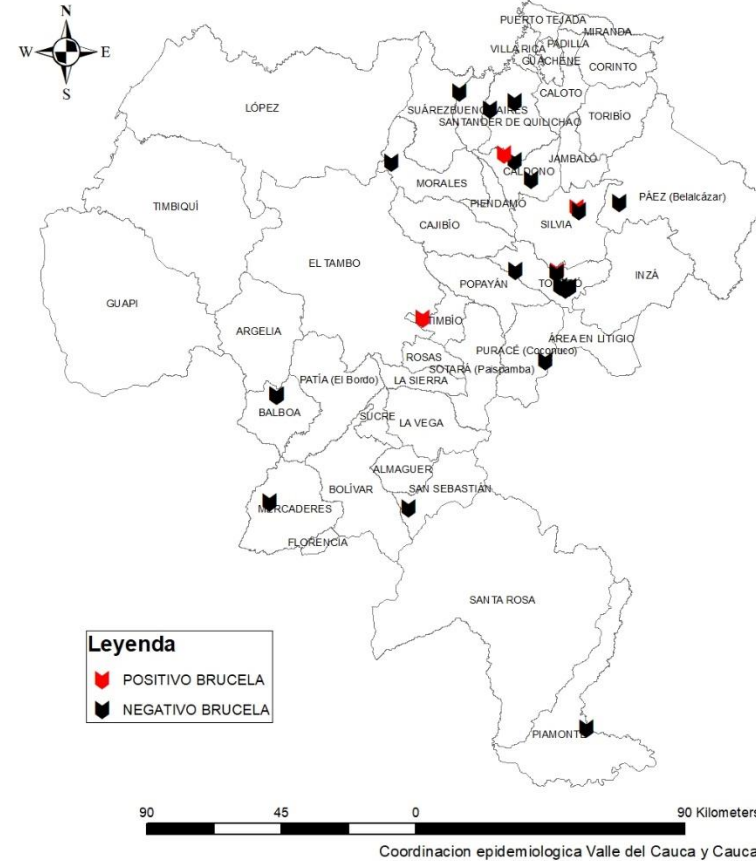 N
W E
S
PUERTO TEJADA
MIRANDA
VILLA RICA PADILLA
GUACHENE
CORINTO
CALOTO
LÓPEZ
SUÁREZ BUENOS AIRES
TORIBÍO
SANTANDER DE QUILICHAO
JAMBALÓ
CALDONO
MORALES
PÁEZ (Belalcázar)
PIENDAMÓ
TIMBIQUÍ
CAJIBÍO
SILVIA
EL TAMBO
INZÁ
POPAYÁN
GUAPI
TIMBÍO
ARGELIA
ÁREA EN LITIGIO
PURACÉ (Coconuco)
ROSAS
SOTARÁ (Paispamba)
PATÍA (El Bordo)
LA SIERRA
BALBOA
SUCRE
LA VEGA
ALMAGUER
BOLÍVAR
SAN SEBASTIÁN
MERCADERES
FLORENCIA
SANTA ROSA
Leyenda
POSITIVO BRUCELA
NEGATIVO BRUCELA
PIAMONTE
90 45 0 90 Kilometers
Coordinacion epidemiologica Valle del Cauca y Cauca